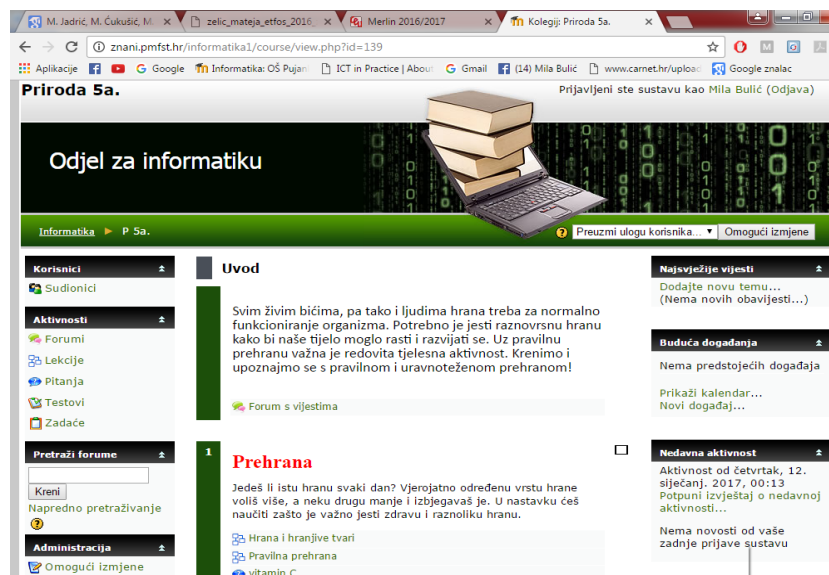 M. Jadrić, M. Ćukušić, M.
zelic_mateja_etfos_2016_
Merlin 2016/2017
Kolegij: Priroda 5a.
znani.pmfst.hr/informatika1/course/view.php?id=139
Aplikacije
Google
Informatika: OŠ Pujan
ICT in Practice | About
Gmail
(14) Mila Bulić
www.carnet.hr/upload
Google znalac
Priroda 5a.
Prijavljeni ste sustavu kao Mila Bulić (Odjava)
Odjel za informatiku
Informatika ► P 5a.
Preuzmi ulogu korisnika...
Omogući izmjene
Korisnici
Sudionici
Aktivnosti
Forumi
Lekcije
Pitanja
Testovi
Zadaće
Pretraži forume
Kreni
Napredno pretraživanje
Administracija
Omogući izmjene
Uvod
Svim živim bićima, pa tako i ljudima hrana treba za normalno
funkcioniranje organizma. Potrebno je jesti raznovrsnu hranu
kako bi naše tijelo moglo rasti i razvijati se. Uz pravilnu
prehranu važna je redovita tjelesna aktivnost. Krenimo i
upoznajmo se s pravilnom i uravnoteženom prehranom!
Forum s vijestima
1
Prehrana
Jedeš li istu hranu svaki dan? Vjerojatno određenu vrstu hrane
voliš više, a neku drugu manje i izbjegavaš je. U nastavku ćeš
naučiti zašto je važno jesti zdravu i raznoliku hranu.
Hrana i hranjive tvari
Pravilna prehrana
vitamin C
Najsvježije vijesti
Dodajte novu temu...
(Nema novih obavijesti...)
Buduća događanja
Nema predstojećih događaja
Prikaži kalendar...
Novi događaj...
Nedavna aktivnost
Aktivnost od četvrtak, 12.
siječanj. 2017, 00:13
Potpuni izvještaj o nedavnoj
aktivnosti...
Nema novosti od vaše
zadnje prijave sustavu